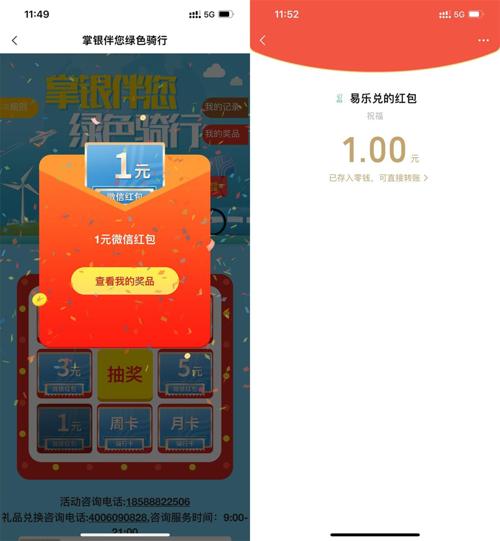 11:49
5G
掌银伴您绿色骑行
掌银伴您
绿色骑行
细则
我的记录
我的奖品
1元
微信红包
1元微信红包
查看我的奖品
3元
微信红包
抽奖
5元
微信红包
1元
微信红包
周卡
骑行卡
月卡
骑行卡
活动咨询电话:18588822506
礼品兑换咨询电话:4006090828,咨询服务时间：9:00-
21:00
11:52
5G
易乐兑的红包
祝福
1.00元
已存入零钱，可直接转账